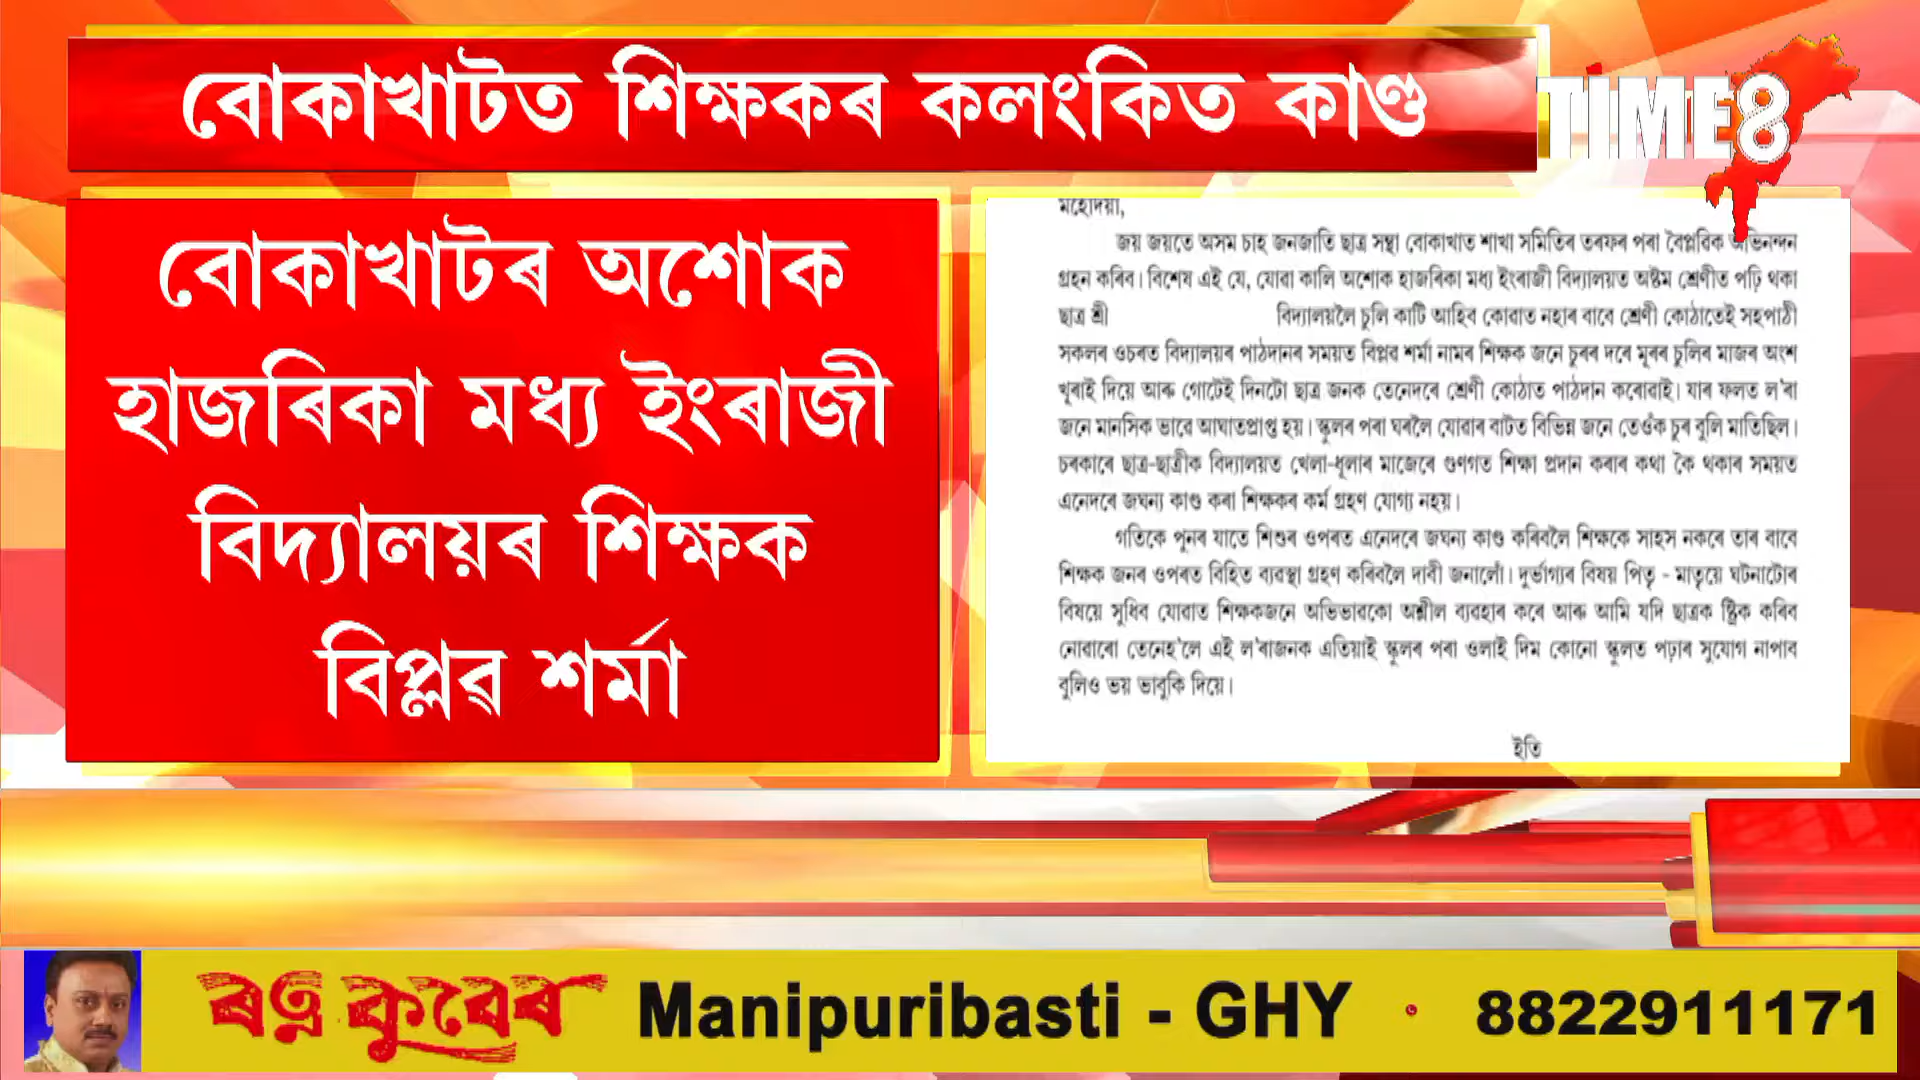 বোকাখাটত শিক্ষকৰ কলংকিত কাণ্ড
TIME8
বোকাখাটৰ অশোক
হাজৰিকা মধ্য ইংৰাজী
বিদ্যালয়ৰ শিক্ষক
বিপ্লৱ শৰ্মা
মহোদয়া,
জয় জয়তে অসম চাহ জনজাতি ছাত্ৰ সন্থা বোকাখাত শাখা সমিতিৰ তৰফৰ পৰা বৈপ্লৱিক অভিনন্দন
গ্ৰহন কৰিব। বিশেষ এই যে, যোৱা কালি অশোক হাজৰিকা মধ্য ইংৰাজী বিদ্যালয়ত অষ্টম শ্ৰেণীত পঢ়ি থকা
ছাত্ৰ শ্ৰী বিদ্যালয়লৈ চুলি কাটি আহিব কোৱাত নহাৰ বাবে শ্ৰেণী কোঠাতেই সহপাঠী
সকলৰ ওচৰত বিদ্যালয়ৰ পাঠদানৰ সময়ত বিপ্লৱ শৰ্মা নামৰ শিক্ষক জনে চুৰৰ দৰে মূৰৰ চুলিৰ মাজৰ অংশ
খূৰাই দিয়ে আৰু গোটেই দিনটো ছাত্ৰ জনক তেনেদৰে শ্ৰেণী কোঠাত পাঠদান কৰোৱাই। যাৰ ফলত ল'ৰা
জনে মানসিক ভাৱে আঘাতপ্ৰাপ্ত হয়। স্কুলৰ পৰা ঘৰলৈ যোৱাৰ বাটত বিভিন্ন জনে তেওঁক চুৰ বুলি মাতিছিল।
চৰকাৰে ছাত্ৰ-ছাত্ৰীক বিদ্যালয়ত খেলা-ধূলাৰ মাজেৰে গুণগত শিক্ষা প্ৰদান কৰাৰ কথা কৈ থকাৰ সময়ত
এনেদৰে জঘন্য কাণ্ড কৰা শিক্ষকৰ কৰ্ম গ্ৰহণ যোগ্য নহয়।
গতিকে পুনৰ যাতে শিশুৰ ওপৰত এনেদৰে জঘন্য কাণ্ড কৰিবলৈ শিক্ষকে সাহস নকৰে তাৰ বাবে
শিক্ষক জনৰ ওপৰত বিহিত ব্যৱস্থা গ্ৰহণ কৰিবলৈ দাবী জনালোঁ। দুৰ্ভাগ্যৰ বিষয় পিতৃ - মাতৃয়ে ঘটনাটোৰ
বিষয়ে সুধিব যোৱাত শিক্ষকজনে অভিভাৱকো অশ্লীল ব্যৱহাৰ কৰে আৰু আমি যদি ছাত্ৰক ষ্ট্ৰিক কৰিব
নোৱাৰো তেনেহ'লে এই ল'ৰাজনক এতিয়াই স্কুলৰ পৰা ওলাই দিম কোনো স্কুলত পঢ়াৰ সুযোগ নাপাব
বুলিও ভয় ভাবুকি দিয়ে।
ইতি
ৰত্ন কুবেৰ Manipuribasti - GHY • 8822911171